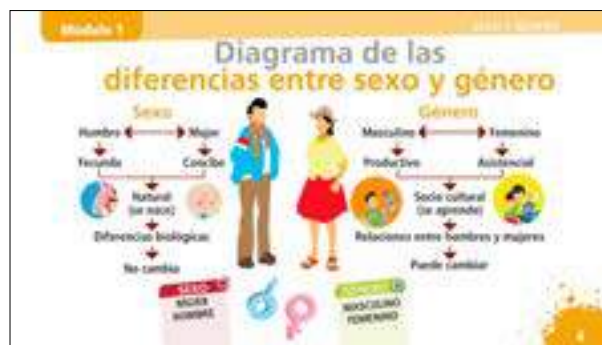 Módulo 1
Diagrama de las
diferencias entre sexo y género
Sexo
Hombre
Mujer
Fecunda
Concibe
Natural
(se nace)
Diferencias biológicas
No cambia
Género
Masculino
Femenino
Productivo
Asistencial
Socio cultural
(se aprende)
Relaciones entre hombres y mujeres
Puede cambiar
SEXO
MUJER
HOMBRE
GÉNERO
MASCULINO
FEMENINO